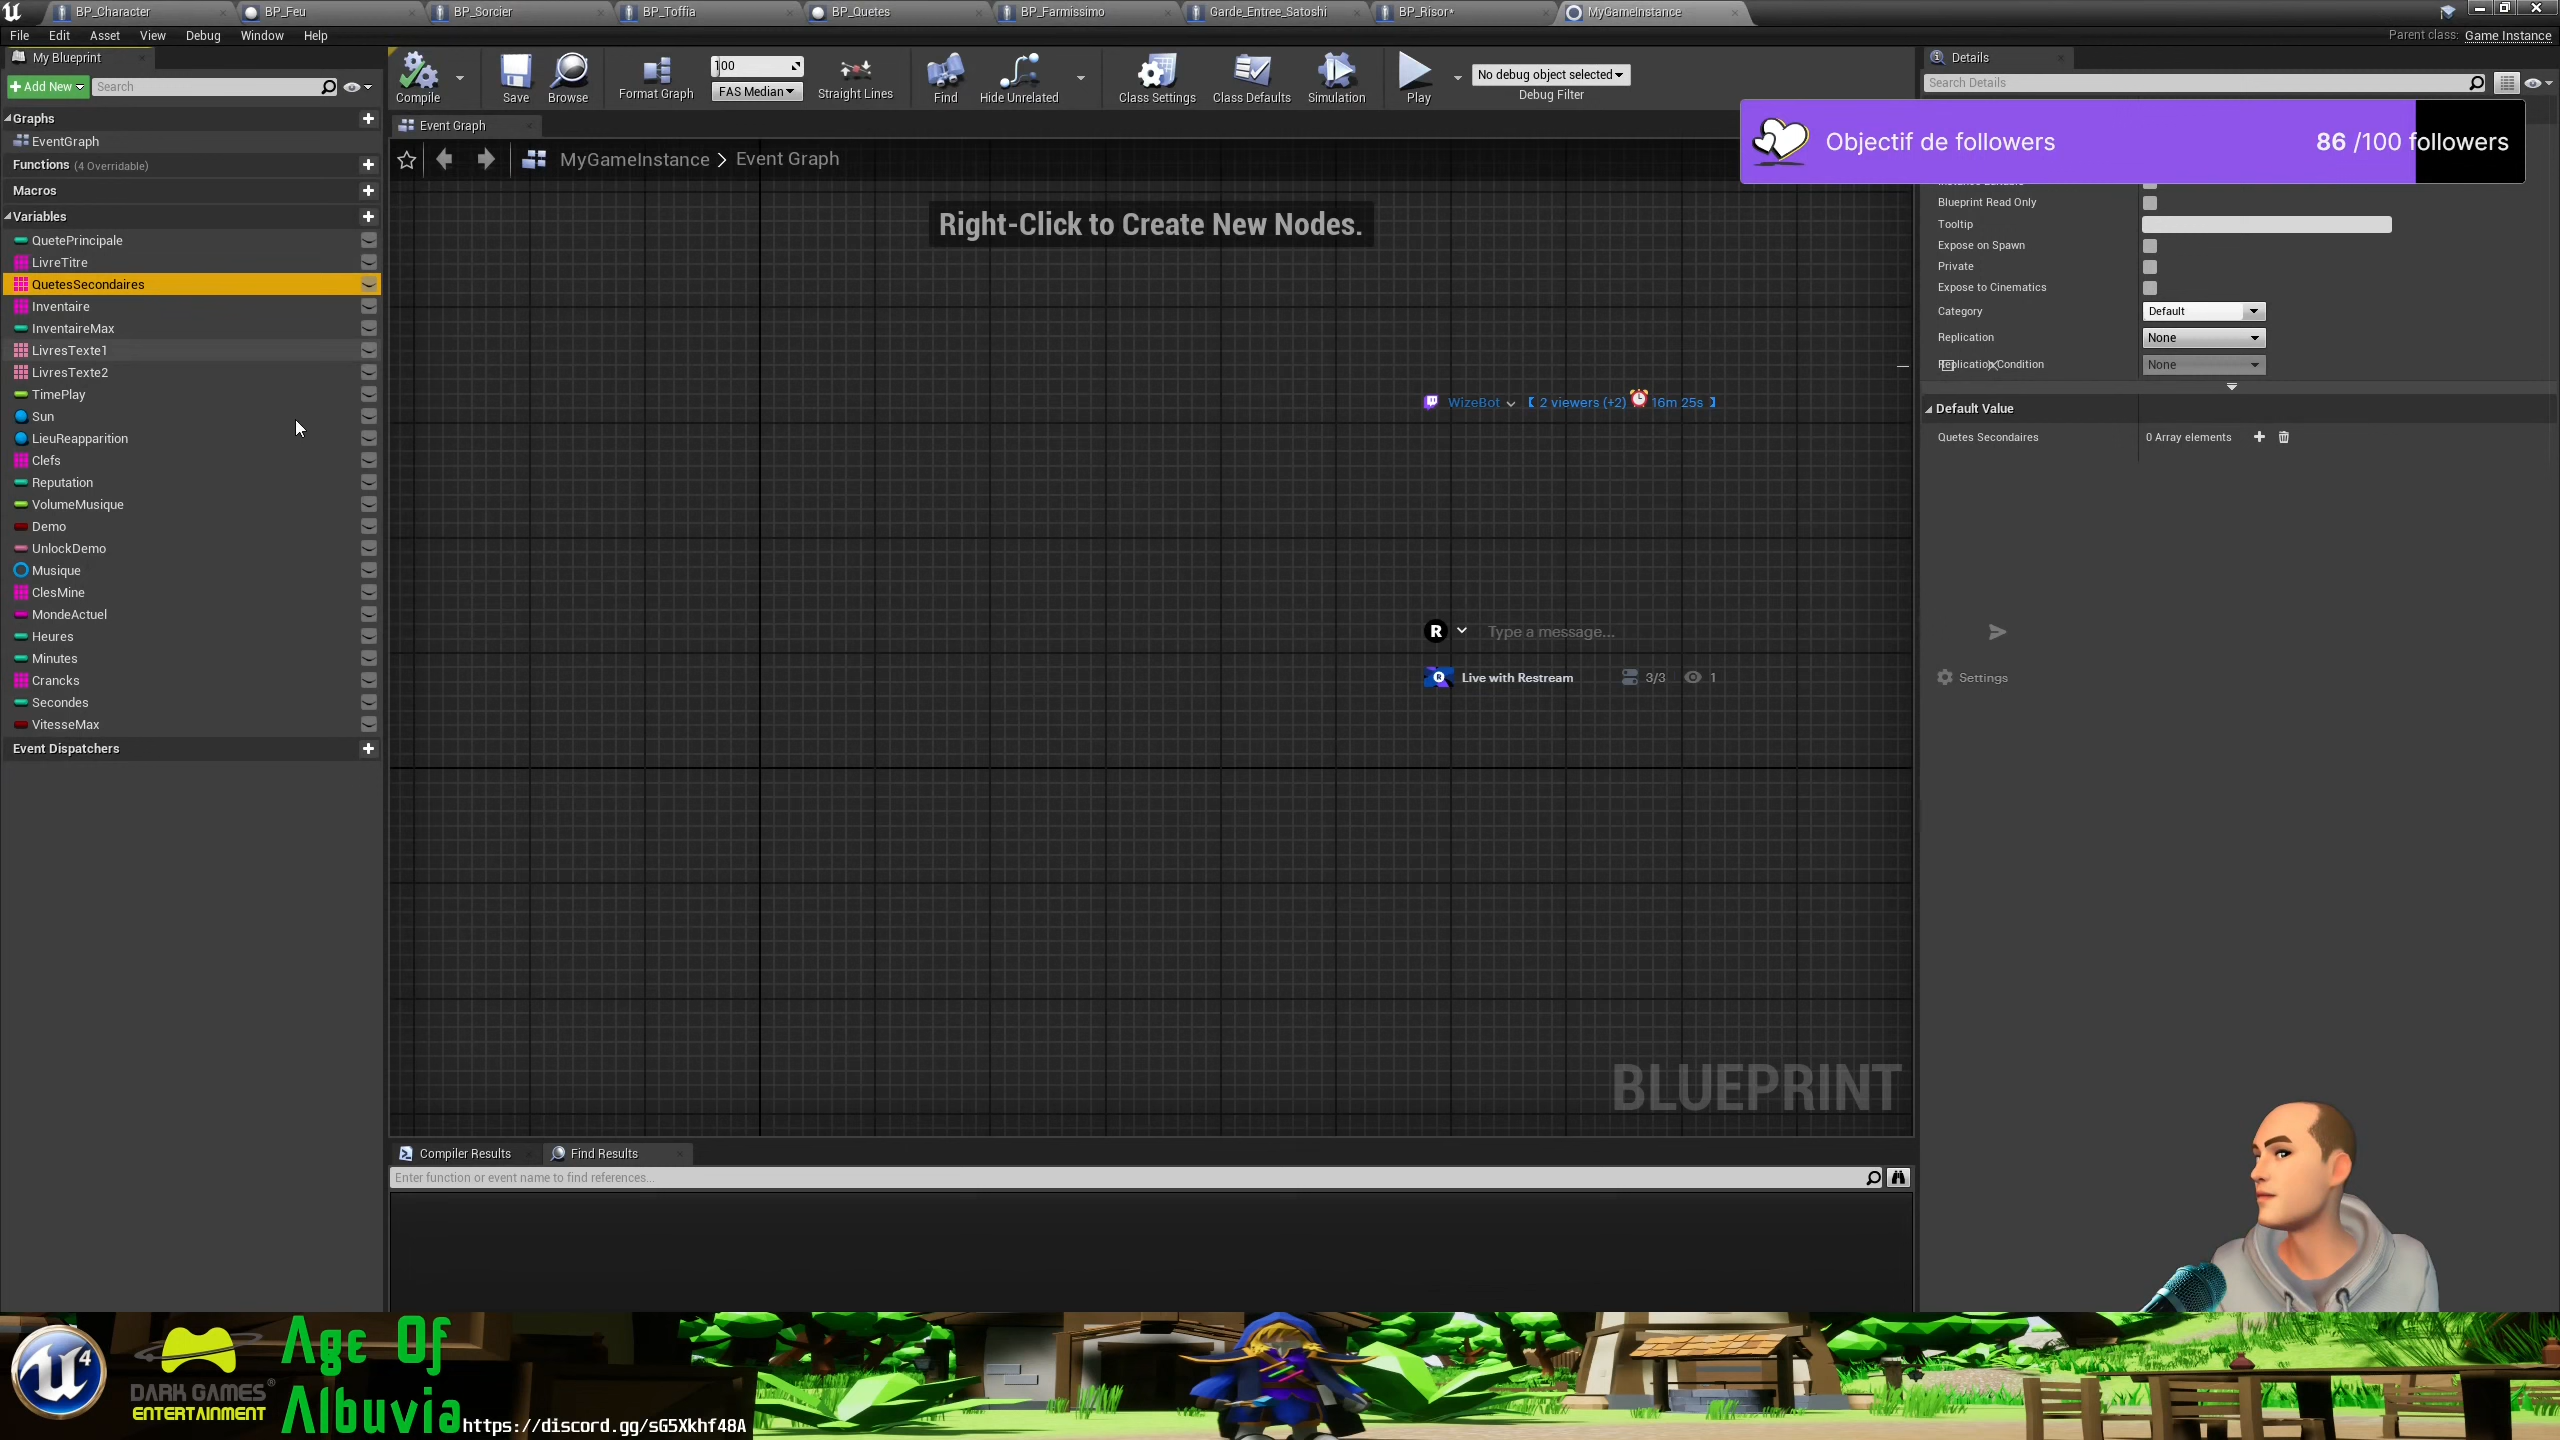 BP_Character
BP_Feu
BP_Sorcier
BP_Toffia
BP_Quetes
BP_Farmissimo
Garde_Entree_Satoshi
BP_Risor*
MyGameInstance
File
Edit
Asset
View
Debug
Window
Help
Parent class: Game Instance
My Blueprint
Add New
Search
Graphs
EventGraph
Functions (4 Overridable)
Macros
Variables
QuetePrincipale
LivreTitre
QuetesSecondaires
Inventaire
InventaireMax
LivresTexte1
LivresTexte2
TimePlay
Sun
LieuReapparition
Clefs
Reputation
VolumeMusique
Demo
UnlockDemo
Musique
ClesMine
MondeActuel
Heures
Minutes
Crancks
Secondes
VitesseMax
Event Dispatchers
Compile
Save
Browse
Format Graph
100
FAS Median
Straight Lines
Find
Hide Unrelated
Class Settings
Class Defaults
Simulation
Play
No debug object selected
Debug Filter
Event Graph
MyGameInstance > Event Graph
Right-Click to Create New Nodes.
WizeBot
2 viewers (+2)
16m 25s
R
Type a message...
Live with Restream
3/3
1
Settings
BLUEPRINT
Compiler Results
Find Results
Enter function or event name to find references...
Details
Search Details
Objectif de followers
86 /100 followers
Blueprint Read Only
Tooltip
Expose on Spawn
Private
Expose to Cinematics
Category
Default
Replication
None
Replication Condition
None
Default Value
Quetes Secondaires
0 Array elements
4
DARK GAMES
ENTERTAINMENT
Age Of
Albuvia
https://discord.gg/sG5Xkhf48A